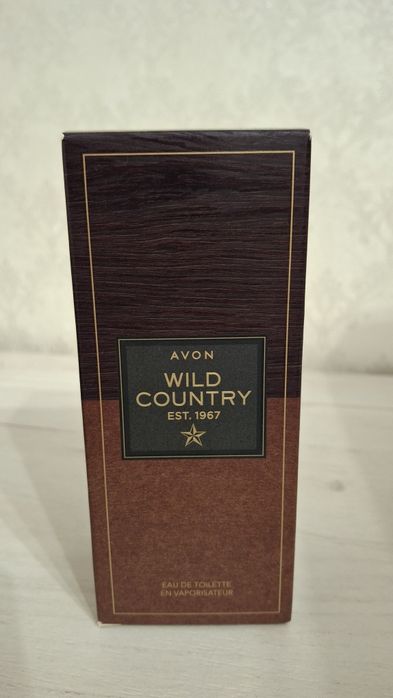 AVON
WILD
COUNTRY
EST. 1967
EAU DE TOILETTE
EN VAPORISATEUR